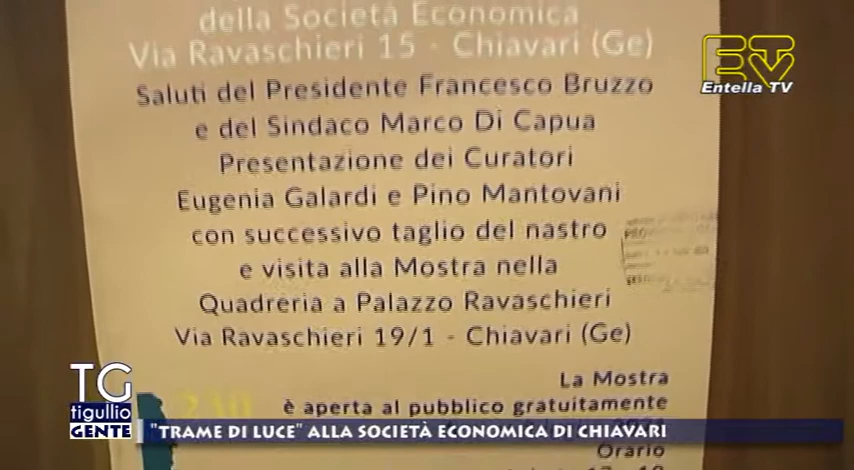 della Società Economica
Via Ravaschieri 15 - Chiavari (Ge)
Saluti del Presidente Francesco Bruzzo
e del Sindaco Marco Di Capua
Presentazione dei Curatori
Eugenia Galardi e Pino Mantovani
con successivo taglio del nastro
e visita alla Mostra nella
Quadreria a Palazzo Ravaschieri
Via Ravaschieri 19/1 - Chiavari (Ge)
La Mostra
è aperta al pubblico gratuitamente
Orario
ETV
Entella TV
TG
tigullio
GENTE
"TRAME DI LUCE" ALLA SOCIETÀ ECONOMICA DI CHIAVARI